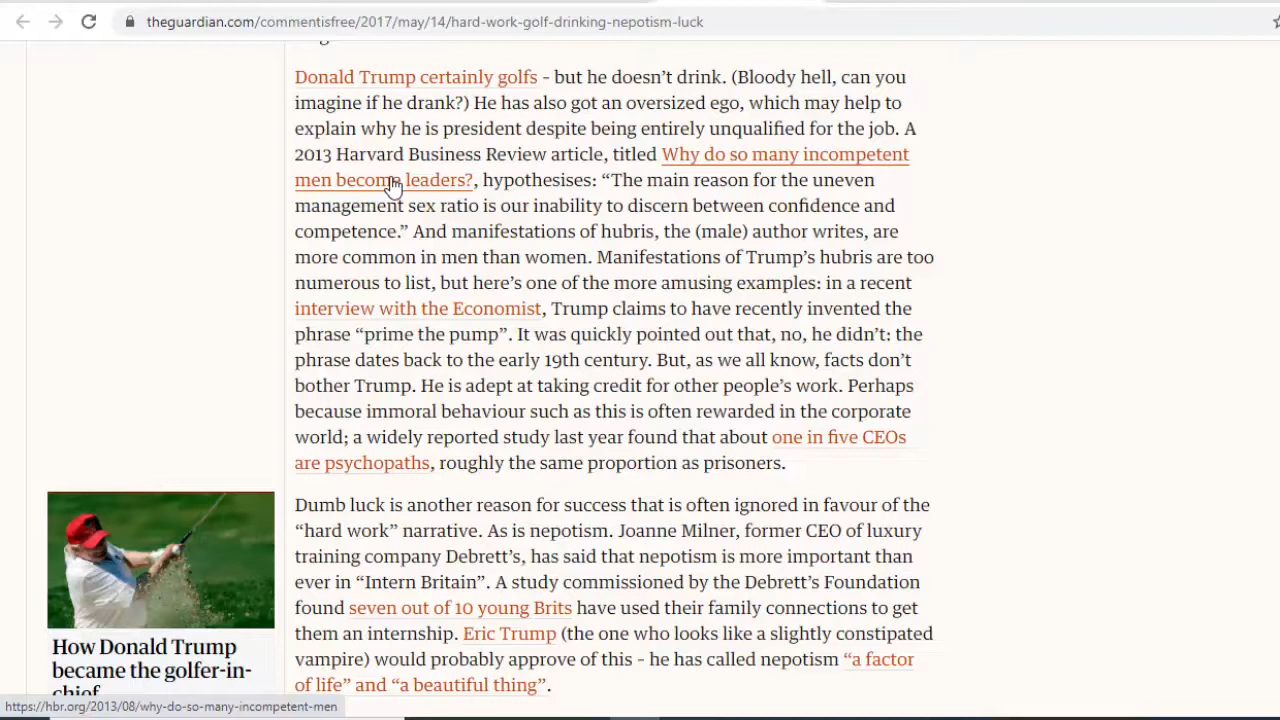 theguardian.com/commentisfree/2017/may/14/hard-work-golf-drinking-nepotism-luck
Donald Trump certainly golfs – but he doesn’t drink. (Bloody hell, can you
imagine if he drank?) He has also got an oversized ego, which may help to
explain why he is president despite being entirely unqualified for the job. A
2013 Harvard Business Review article, titled Why do so many incompetent
men become leaders?, hypothesises: “The main reason for the uneven
management sex ratio is our inability to discern between confidence and
competence.” And manifestations of hubris, the (male) author writes, are
more common in men than women. Manifestations of Trump’s hubris are too
numerous to list, but here’s one of the more amusing examples: in a recent
interview with the Economist, Trump claims to have recently invented the
phrase “prime the pump”. It was quickly pointed out that, no, he didn’t: the
phrase dates back to the early 19th century. But, as we all know, facts don’t
bother Trump. He is adept at taking credit for other people’s work. Perhaps
because immoral behaviour such as this is often rewarded in the corporate
world; a widely reported study last year found that about one in five CEOs
are psychopaths, roughly the same proportion as prisoners.
Dumb luck is another reason for success that is often ignored in favour of the
“hard work” narrative. As is nepotism. Joanne Milner, former CEO of luxury
training company Debrett’s, has said that nepotism is more important than
ever in “Intern Britain”. A study commissioned by the Debrett’s Foundation
found seven out of 10 young Brits have used their family connections to get
them an internship. Eric Trump (the one who looks like a slightly constipated
vampire) would probably approve of this – he has called nepotism “a factor
of life” and “a beautiful thing”.
How Donald Trump
became the golfer-in-
chief
https://hbr.org/2013/08/why-do-so-many-incompetent-men